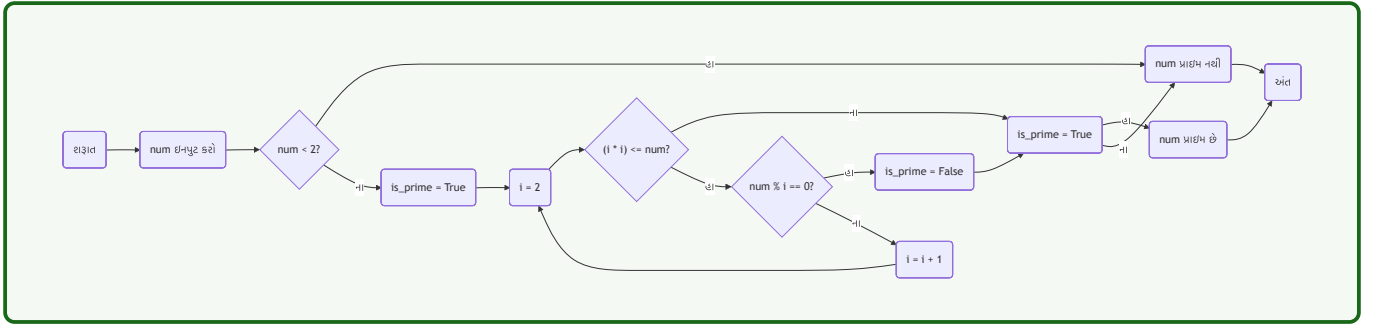 શરૂઆત
num ઇનપુટ કરો
num < 2?
હા
ના
is_prime = True
i = 2
(i * i) <= num?
ના
હા
num % i == 0?
હા
ના
is_prime = False
i = i + 1
is_prime = True
હા
ના
num પ્રાઇમ નથી
num પ્રાઇમ છે
અંત